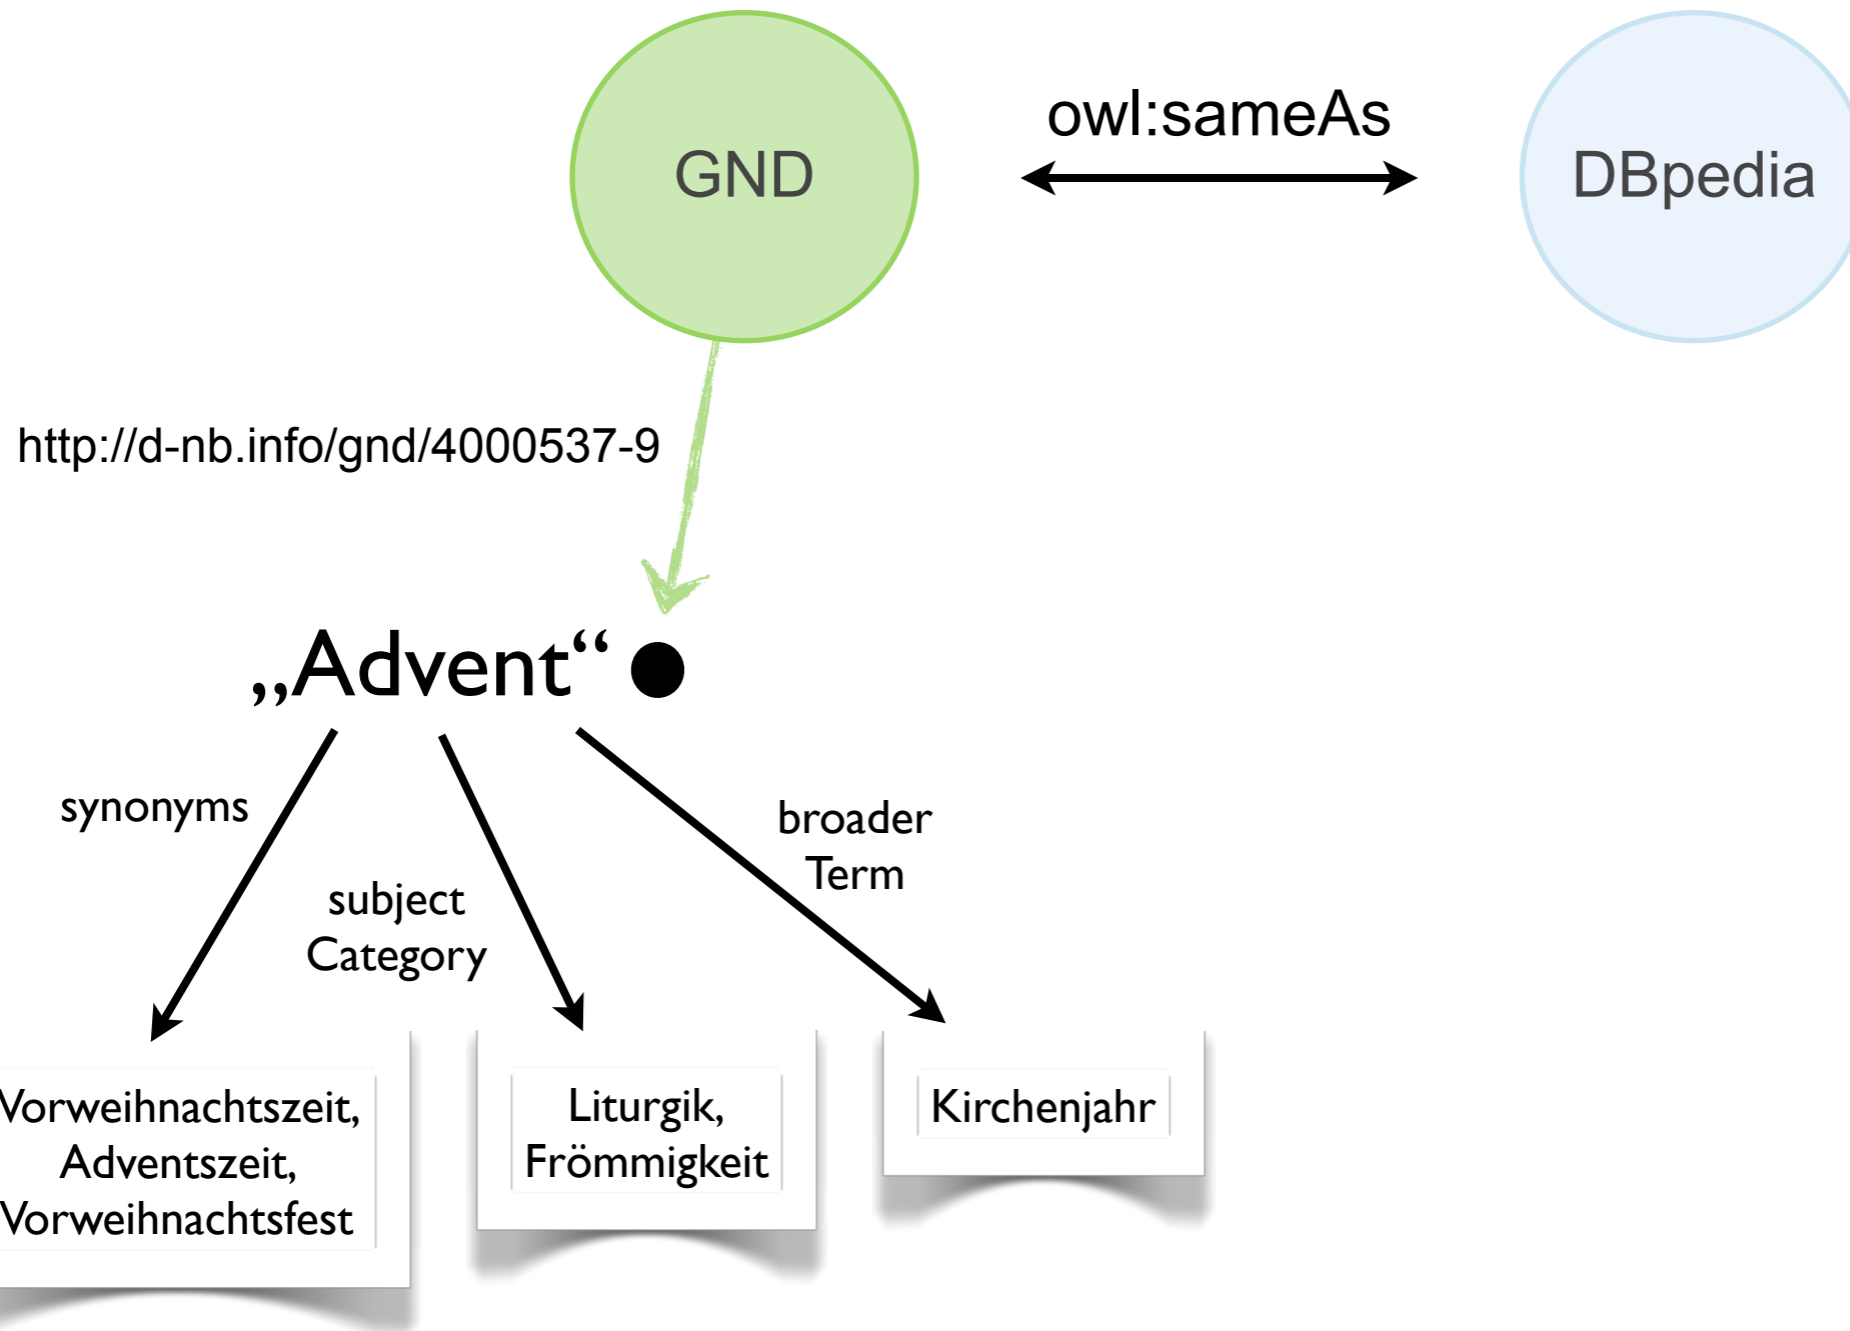 owl:sameAs
GND
DBpedia
http://d-nb.info/gnd/4000537-9
„Advent“
synonyms
broader
Term
subject
Category
Vorweihnachtszeit,
Adventszeit,
Vorweihnachtsfest
Liturgik,
Frömmigkeit
Kirchenjahr